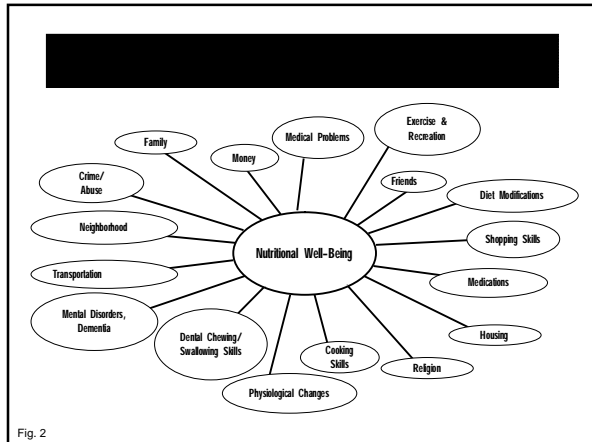 Exercise &
Recreation
Medical Problems
Family
Money
Friends
Crime/
Abuse
Diet Modifications
Neighborhood
Shopping Skills
Nutritional Well-Being
Transportation
Medications
Mental Disorders,
Dementia
Housing
Dental Chewing/
Swallowing Skills
Cooking
Skills
Religion
Physiological Changes
Fig. 2